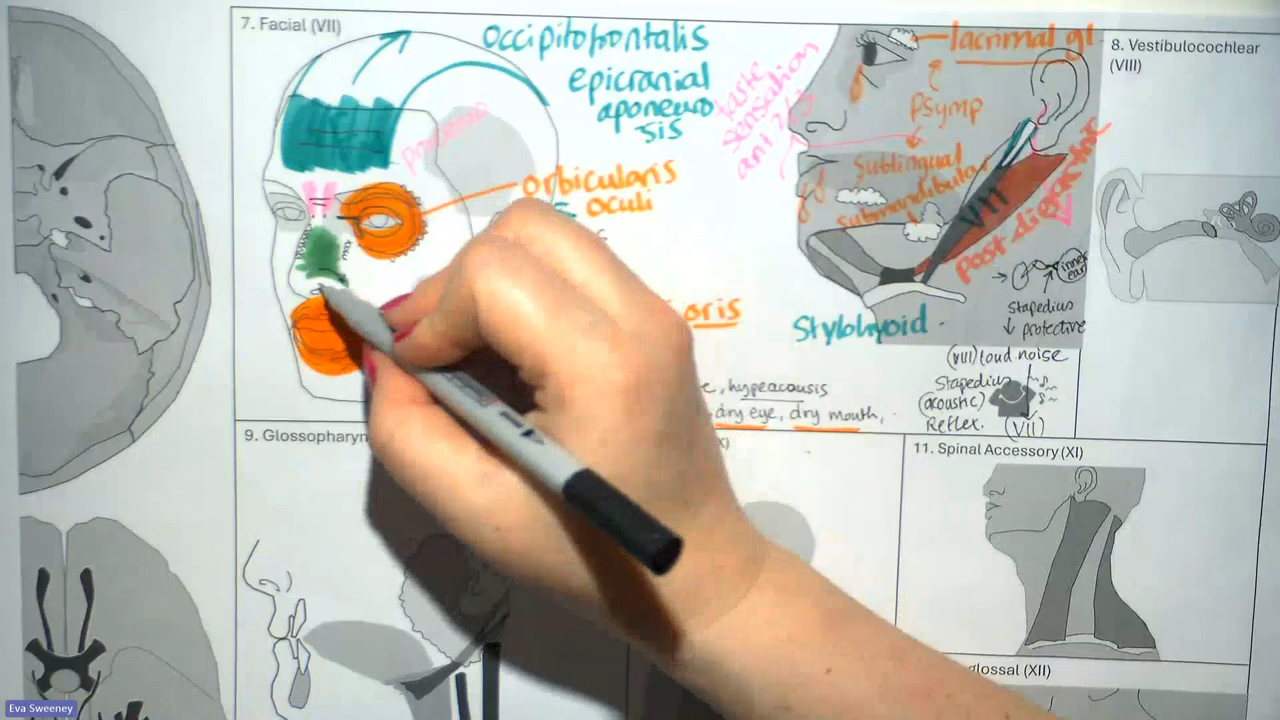 7. Facial (VII)
occipitofrontalis
epicranial
aponeuro
sis
orbicularis
oculi
oris
hypeacousis
dry eye, dry mouth,
taste
sensation
ant 2/3
lacrimal gl
Psymp
Sublingual
Submandibular
VII
Post digastric
Stylohyoid
inner
ear
Stapedius
↓ protective
(VIII) loud noise
Stapedius
(acoustic)
Reflex.
(VII)
8. Vestibulocochlear
(VIII)
9. Glossopharyn
11. Spinal Accessory (XI)
glossal (XII)
Eva Sweeney